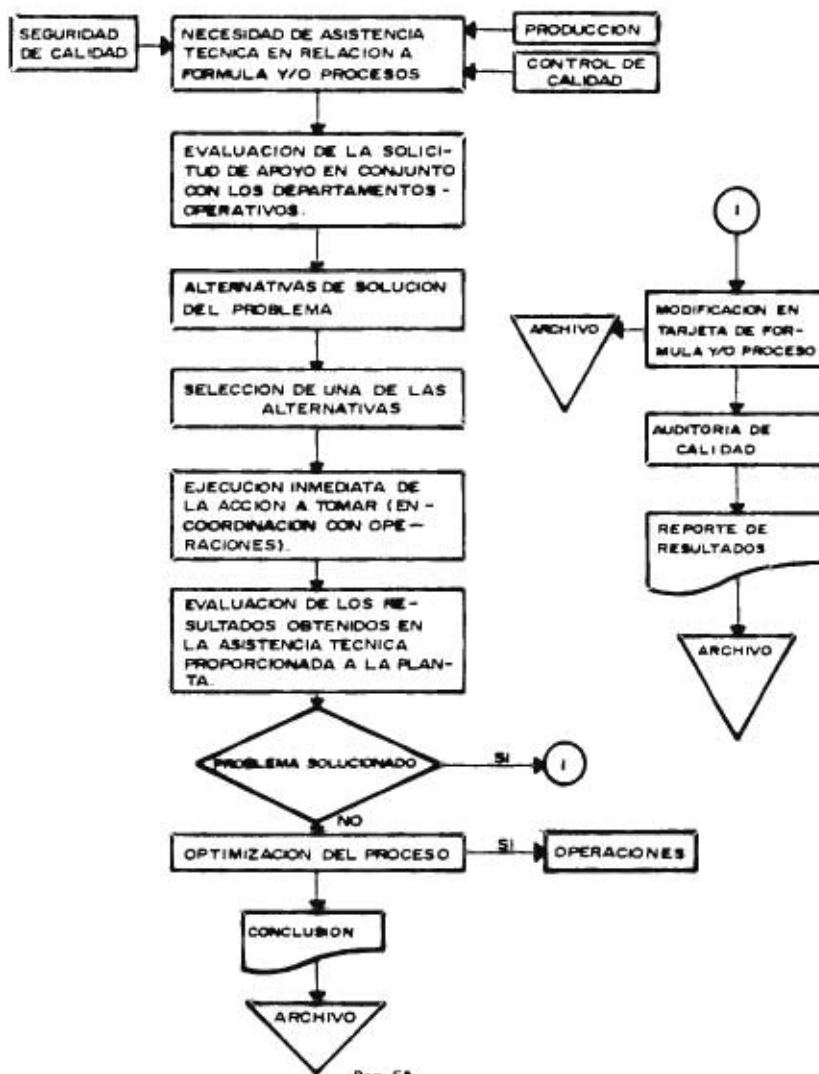 SEGURIDAD
DE CALIDAD
NECESIDAD DE ASISTENCIA
TECNICA EN RELACION A
FORMULA Y/O PROCESOS
PRODUCCION
CONTROL DE
CALIDAD
EVALUACION DE LA SOLICI-
TUD DE APOYO EN CONJUNTO
CON LOS DEPARTAMENTOS-
OPERATIVOS.
ALTERNATIVAS DE SOLUCION
DEL PROBLEMA
SELECCION DE UNA DE LAS
ALTERNATIVAS
EJECUCION INMEDIATA DE
LA ACCION A TOMAR (EN-
COORDINACION CON OPE-
RACIONES).
EVALUACION DE LOS RE-
SULTADOS OBTENIDOS EN
LA ASISTENCIA TECNICA
PROPORCIONADA A LA PLAN-
TA.
PROBLEMA SOLUCIONADO
SI
I
NO
OPTIMIZACION DEL PROCESO
SI
OPERACIONES
CONCLUSION
ARCHIVO
I
MODIFICACION EN
TARJETA DE FOR-
MULA Y/O PROCESO
ARCHIVO
AUDITORIA DE
CALIDAD
REPORTE DE
RESULTADOS
ARCHIVO